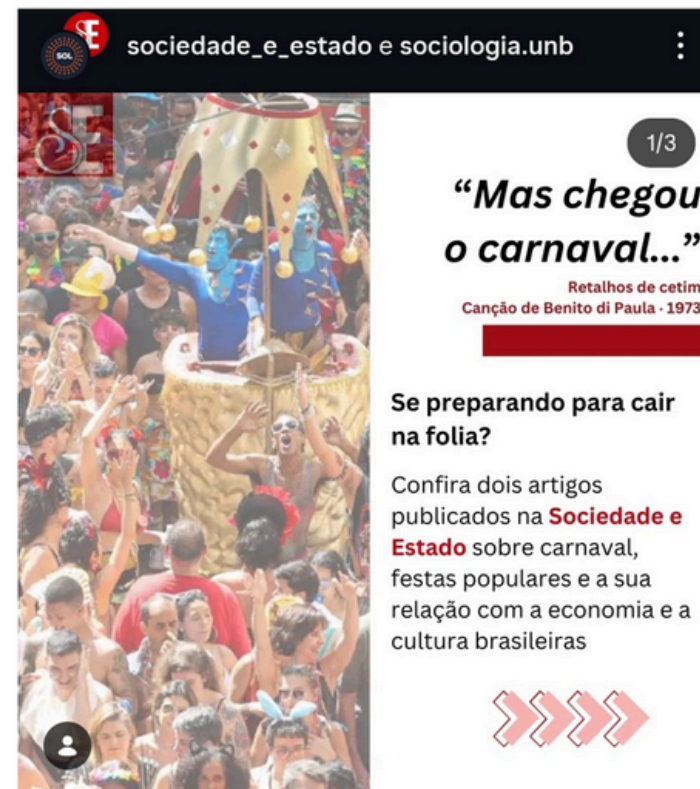 SE
SOL
sociedade_e_estado e sociologia.unb
SE
1/3
“Mas chegou
o carnaval...”
Retalhos de cetim
Canção de Benito di Paula · 1973
Se preparando para cair
na folia?
Confira dois artigos
publicados na Sociedade e
Estado sobre carnaval,
festas populares e a sua
relação com a economia e a
cultura brasileiras